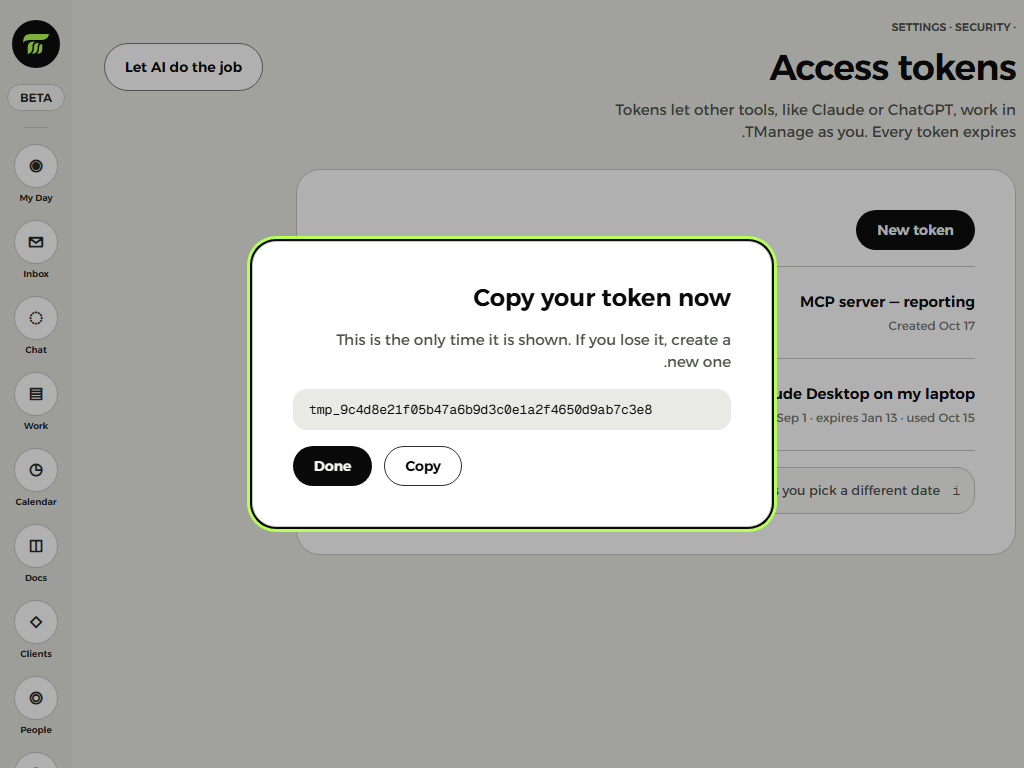 BETA
My Day
Inbox
Chat
Work
Calendar
Docs
Clients
People
Let AI do the job
SETTINGS · SECURITY ·
Access tokens
Tokens let other tools, like Claude or ChatGPT, work in
.TManage as you. Every token expires
New token
MCP server — reporting
Created Oct 17
ude Desktop on my laptop
Sep 1 · expires Jan 13 · used Oct 15
you pick a different date i
Copy your token now
This is the only time it is shown. If you lose it, create a
.new one
tmp_9c4d8e21f05b47a6b9d3c0e1a2f4650d9ab7c3e8
Done
Copy